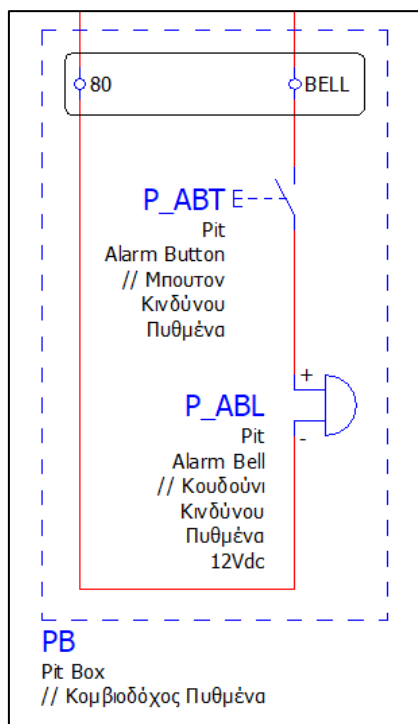 80
BELL
P_ABT
Pit
Alarm Button
// Μπουτον
Κινδύνου
Πυθμένα
+
P_ABL
-
Pit
Alarm Bell
// Κουδούνι
Κινδύνου
Πυθμένα
12Vdc
PB
Pit Box
// Κομβιοδόχος Πυθμένα